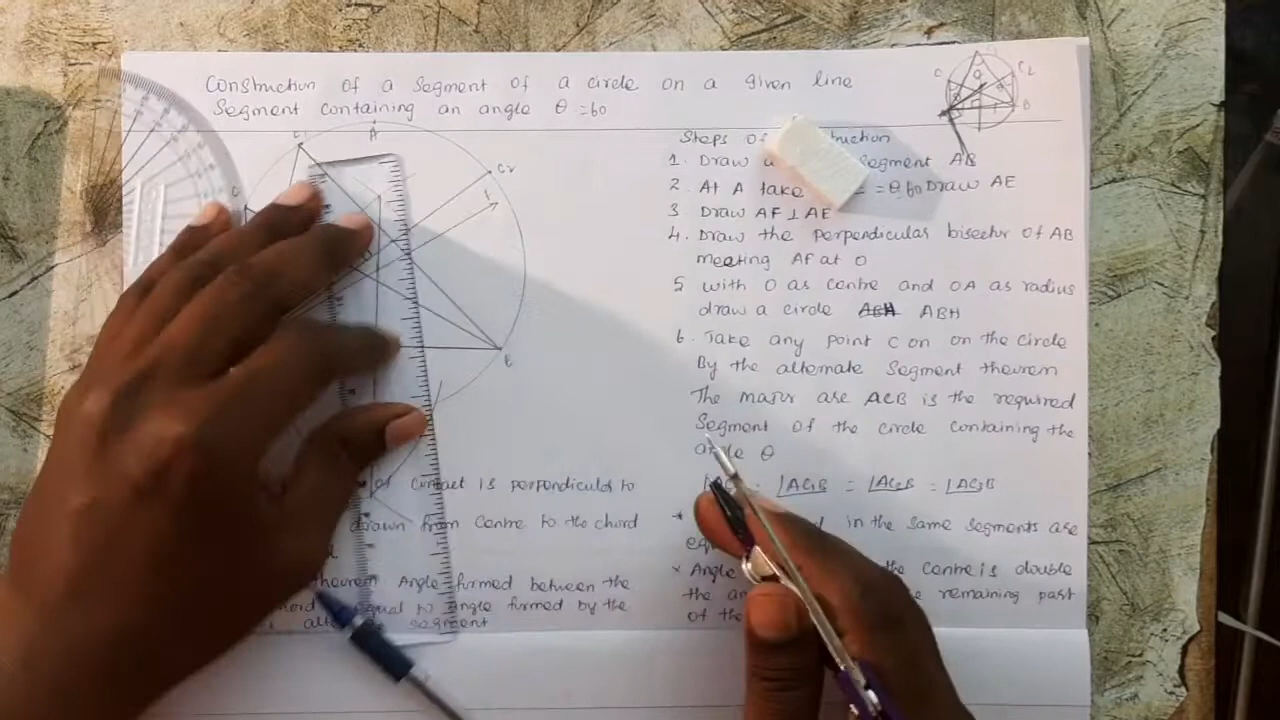 Construction of a segment of a circle on a given line
segment containing an angle θ = 60
A
C2
F
B
of contact is perpendicular to
drawn from centre to the chord
theorem Angle formed between the
equal to angle formed by the
segment
C
C2
O
B
Steps
1. Draw a segment AB
2. At A take = θ 60 Draw AE
3 Draw AF ⊥ AE
4. Draw the perpendicular bisector of AB
meeting AF at O
5 with O as centre and OA as radius
draw a circle ABH
6. Take any point C on on the circle
By the alternate segment theorem
The major arc ACB is the required
segment of the circle containing the
angle θ
= ∠AC1B = ∠AC2B = ∠AC3B
* in the same segments are
* Angle the centre is double
the remaining part
of the